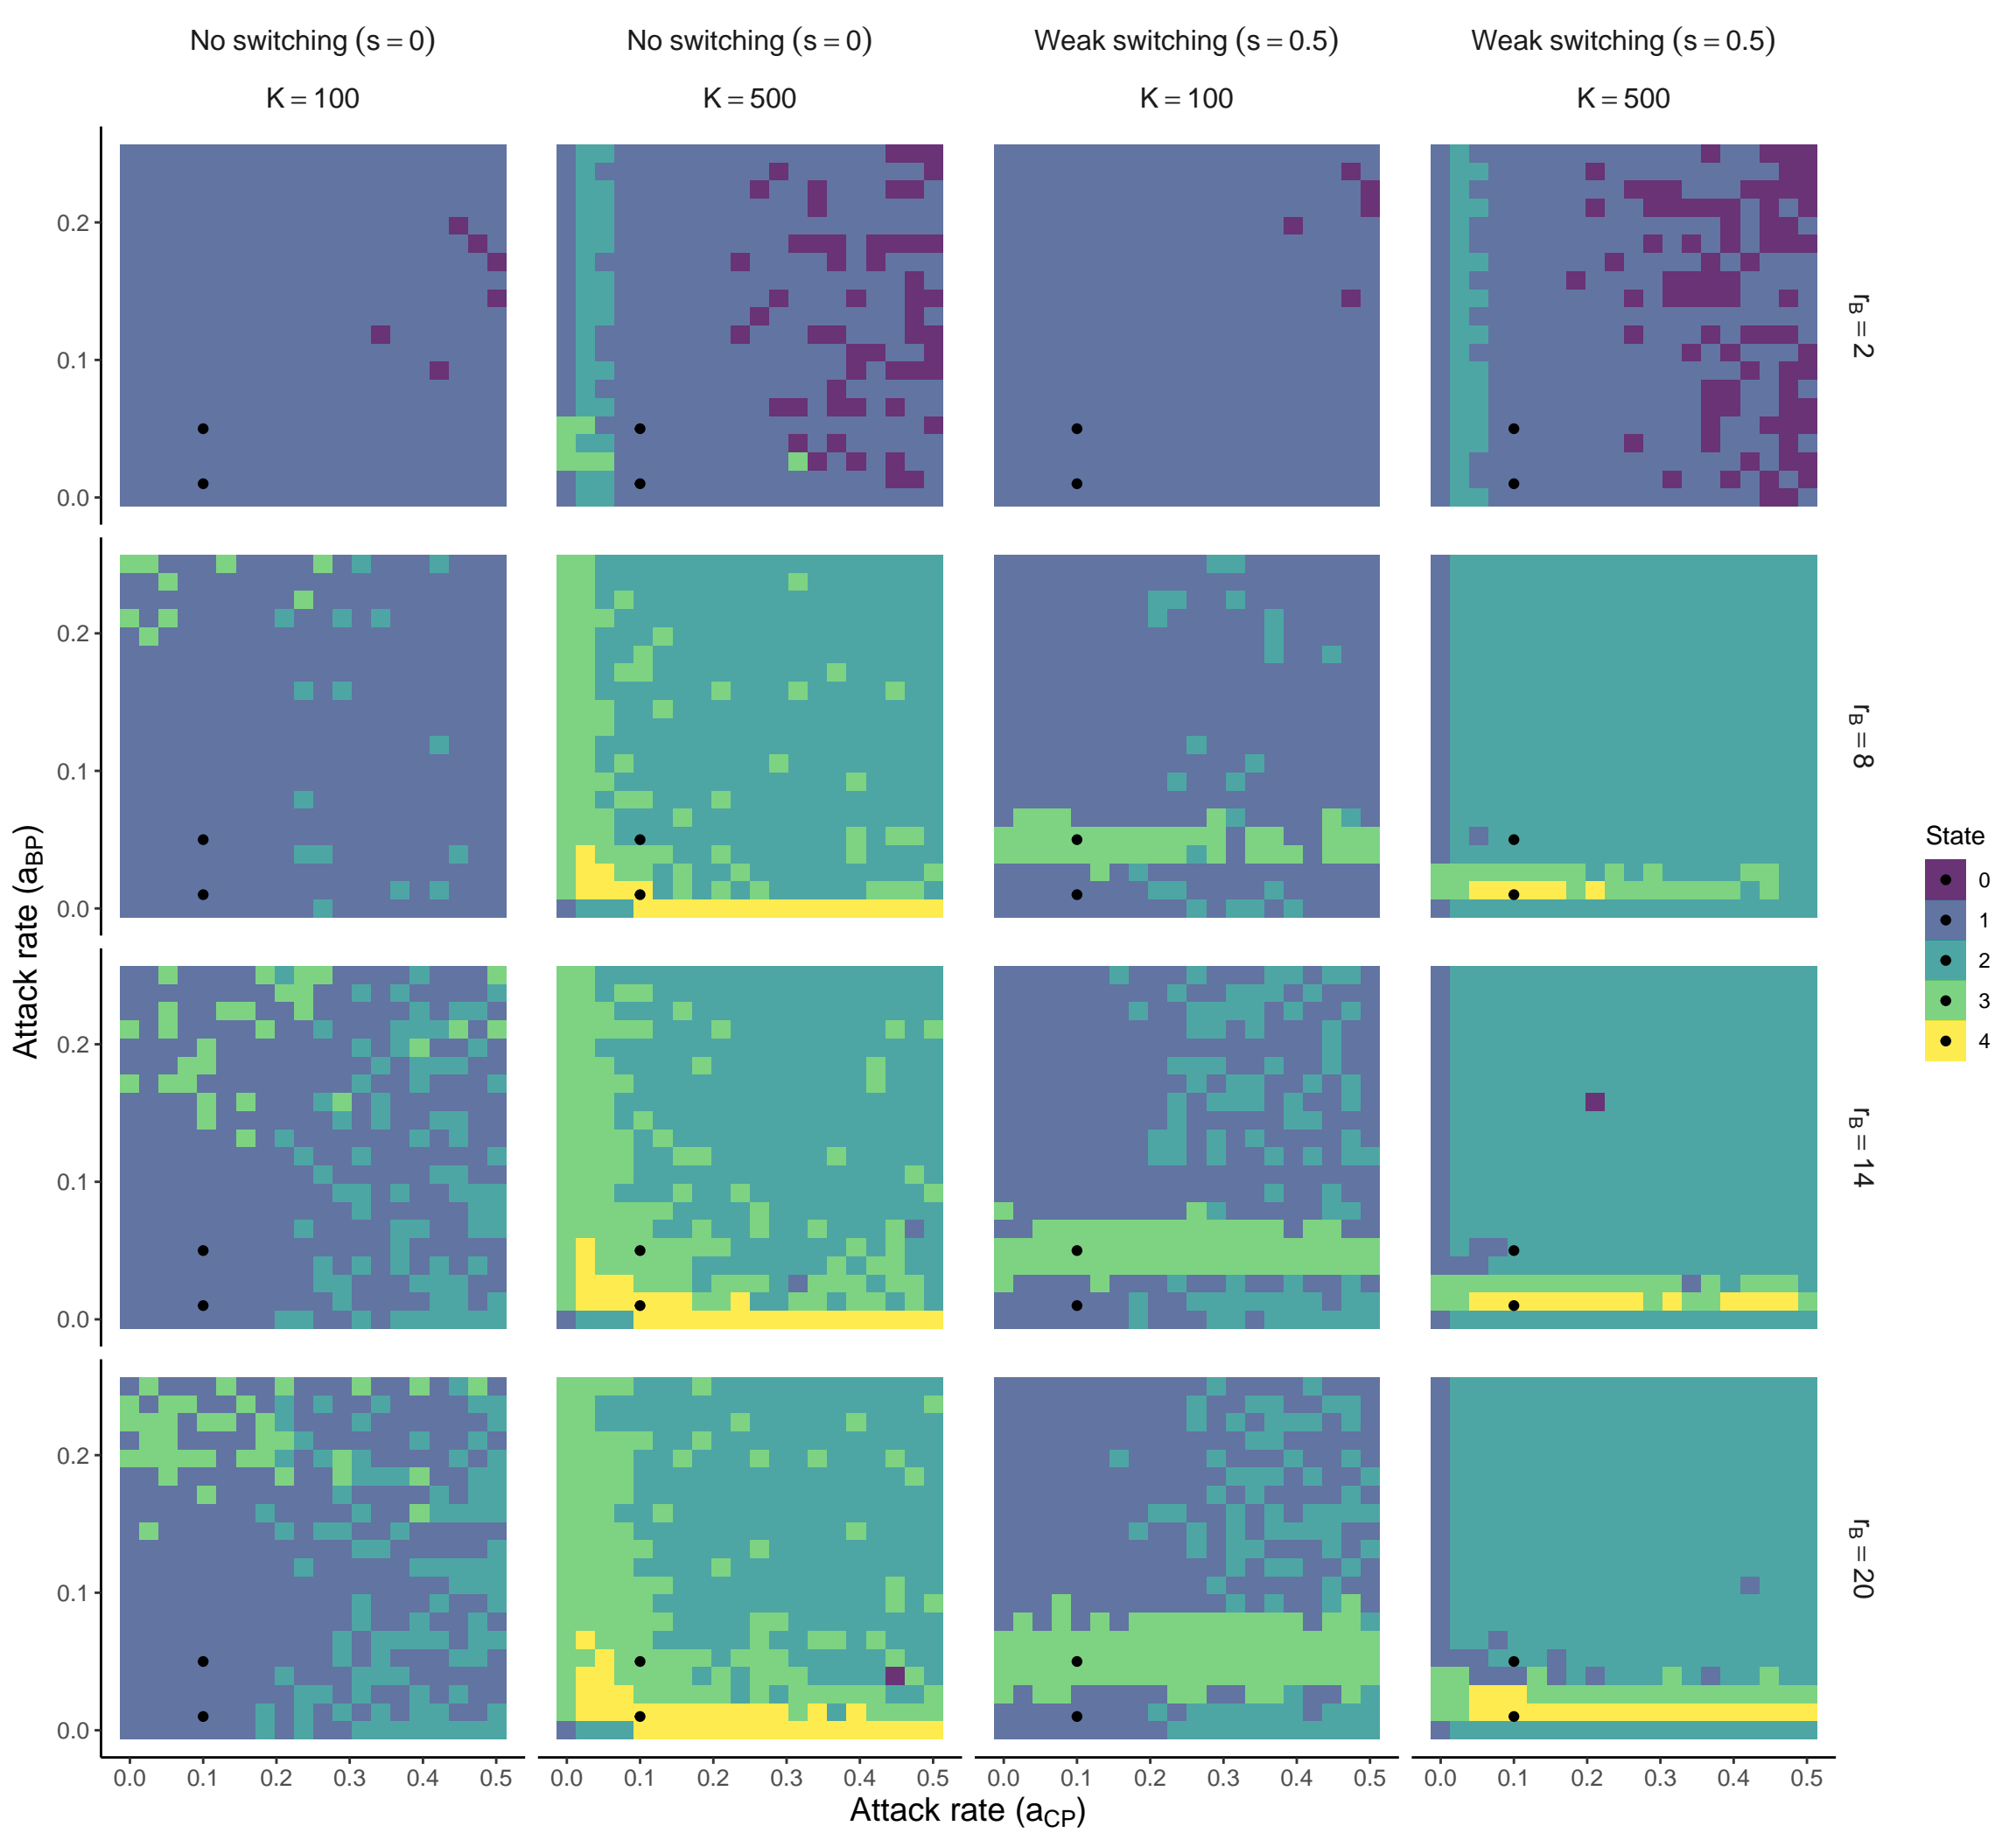 No switching (s = 0) No switching (s = 0) Weak switching (s = 0.5) Weak switching (s = 0.5)
K = 100 K = 500 K = 100 K = 500
0.2
0.1
0.0
r_B = 2
0.2
0.1
0.0
r_B = 8
0.2
0.1
0.0
r_B = 14
0.2
0.1
0.0
r_B = 20
Attack rate (a_BP)
0.0 0.1 0.2 0.3 0.4 0.5 0.0 0.1 0.2 0.3 0.4 0.5 0.0 0.1 0.2 0.3 0.4 0.5 0.0 0.1 0.2 0.3 0.4 0.5
Attack rate (a_CP)
State
0
1
2
3
4